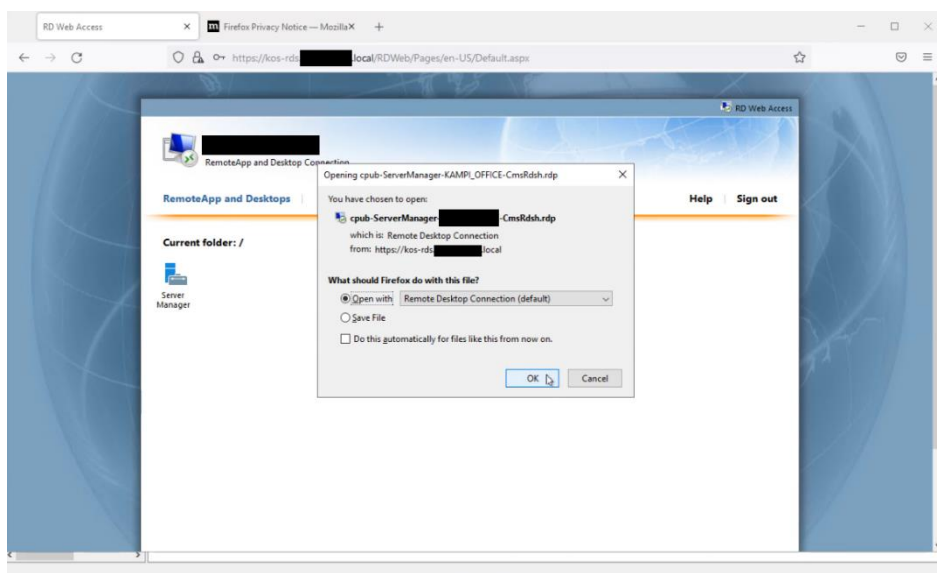 RD Web Access
Firefox Privacy Notice — Mozilla
https://kos-rds .local/RDWeb/Pages/en-US/Default.aspx
RD Web Access
RemoteApp and Desktop Connection
RemoteApp and Desktops
Help
Sign out
Current folder: /
Server
Manager
Opening cpub-ServerManager-KAMPI_OFFICE-CmsRdsh.rdp
You have chosen to open:
cpub-ServerManager- -CmsRdsh.rdp
which is: Remote Desktop Connection
from: https://kos-rds. .local
What should Firefox do with this file?
Open with Remote Desktop Connection (default)
Save File
Do this automatically for files like this from now on.
OK Cancel